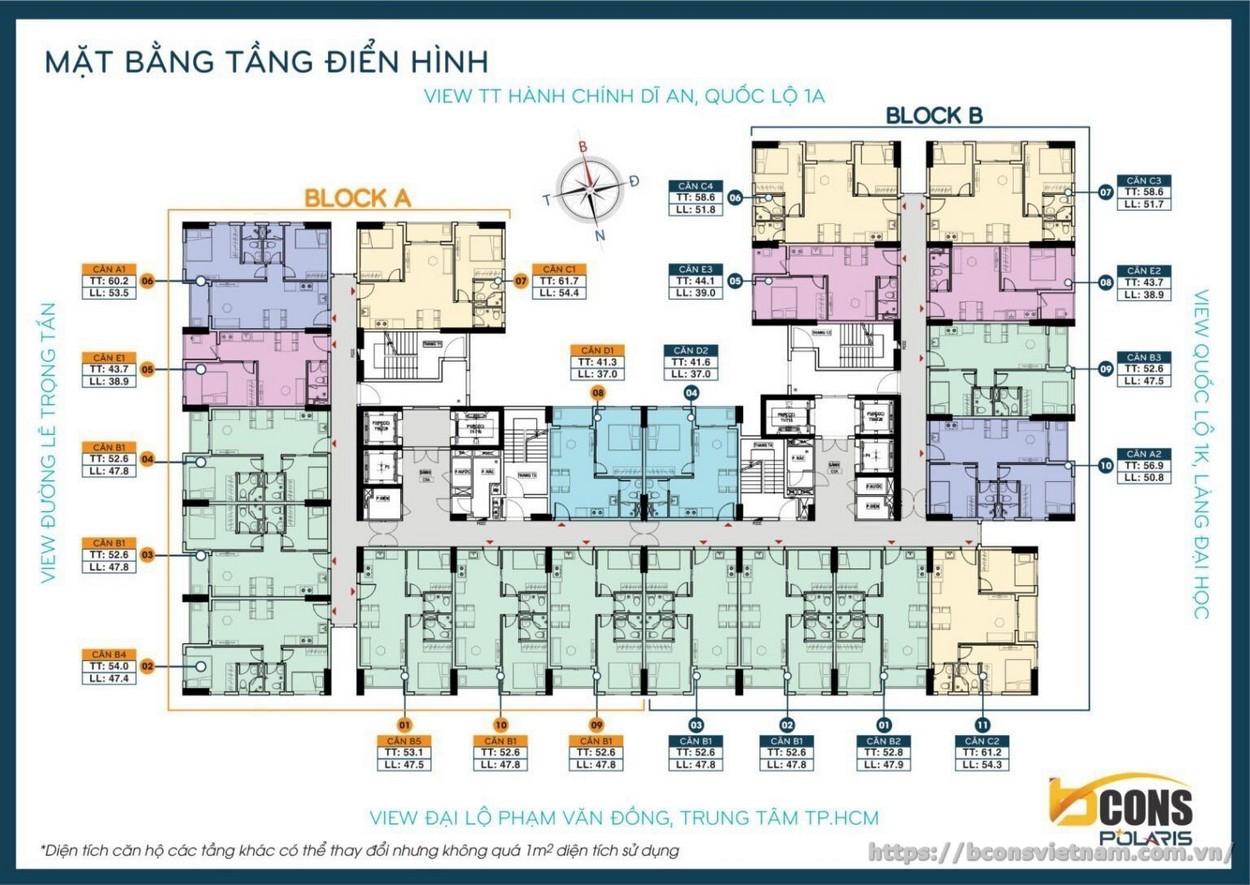 MẶT BẰNG TẦNG ĐIỂN HÌNH
VIEW TT HÀNH CHÍNH DĨ AN, QUỐC LỘ 1A
BLOCK B
BLOCK A
B
T
Đ
N
CĂN C4
TT: 58.6
LL: 51.8
06
07
CĂN C3
TT: 58.6
LL: 51.7
CĂN A1
TT: 60.2
LL: 53.5
06
07
CĂN C1
TT: 61.7
LL: 54.4
CĂN E3
TT: 44.1
LL: 39.0
05
08
CĂN E2
TT: 43.7
LL: 38.9
CĂN E1
TT: 43.7
LL: 38.9
05
CĂN D1
TT: 41.3
LL: 37.0
08
CĂN D2
TT: 41.6
LL: 37.0
04
09
CĂN B3
TT: 52.6
LL: 47.5
CĂN B1
TT: 52.6
LL: 47.8
04
10
CĂN A2
TT: 56.9
LL: 50.8
CĂN B1
TT: 52.6
LL: 47.8
03
CĂN B4
TT: 54.0
LL: 47.4
02
VIEW ĐƯỜNG LÊ TRỌNG TẤN
VIEW QUỐC LỘ 1K, LÀNG ĐẠI HỌC
P.NƯỚC
P.RÁC
P.ĐIỆN
SẢNH
P.RÁC
SẢNH
P.NƯỚC
P.ĐIỆN
01
CĂN B5
TT: 53.1
LL: 47.5
10
CĂN B1
TT: 52.6
LL: 47.8
09
CĂN B1
TT: 52.6
LL: 47.8
03
CĂN B1
TT: 52.6
LL: 47.8
02
CĂN B1
TT: 52.6
LL: 47.8
01
CĂN B2
TT: 52.8
LL: 47.9
11
CĂN C2
TT: 61.2
LL: 54.3
VIEW ĐẠI LỘ PHẠM VĂN ĐỒNG, TRUNG TÂM TP.HCM
*Diện tích căn hộ các tầng khác có thể thay đổi nhưng không quá 1m² diện tích sử dụng
bCONS
POLARIS
https://bconsvietnam.com.vn/